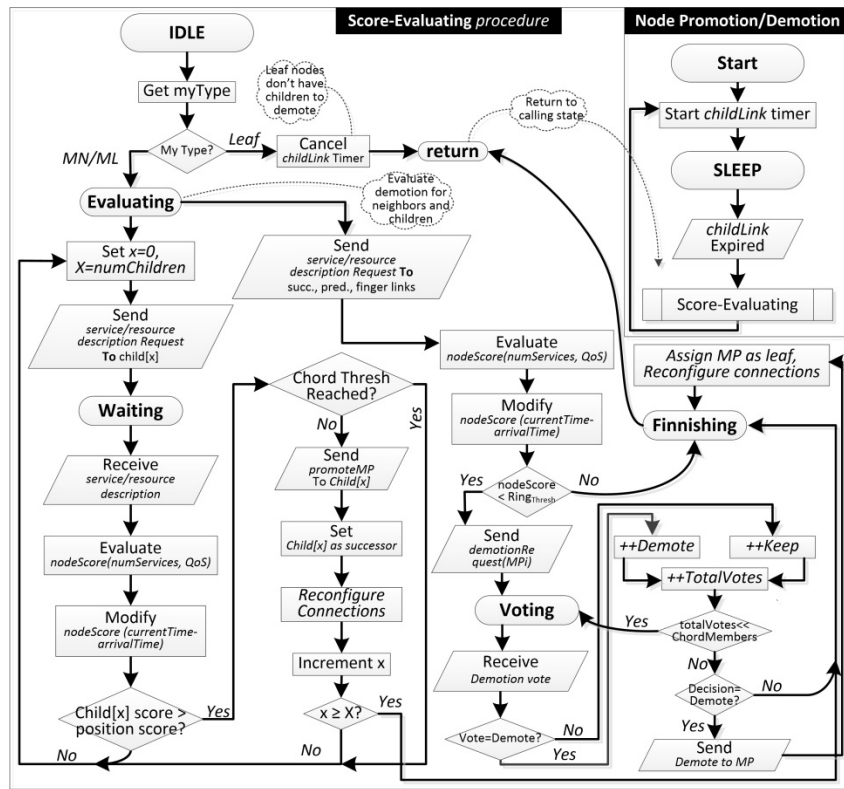 Score-Evaluating procedure
Node Promotion/Demotion
IDLE
Get myType
My Type?
Leaf
MN/ML
Leaf nodes
don't have
children to
demote
Cancel
childLink Timer
return
Return to
calling state
Evaluating
Evaluate
demotion for
neighbors and
children
Set x=0,
X=numChildren
Send
service/resource
description Request
To child[x]
Waiting
Receive
service/resource
description
Evaluate
nodeScore(numServices, QoS)
Modify
nodeScore (currentTime-
arrivalTime)
Child[x] score >
position score?
Yes
No
Send
service/resource
description Request To
succ., pred., finger links
Chord Thresh
Reached?
Yes
No
Send
promoteMP
To Child[x]
Set
Child[x] as successor
Reconfigure
Connections
Increment x
x ≥ X?
Yes
No
Evaluate
nodeScore(numServices, QoS)
Modify
nodeScore (currentTime-
arrivalTime)
nodeScore
< RingThresh
Yes
No
Send
demotionRe
quest(MPi)
Voting
Receive
Demotion vote
Vote=Demote?
No
Yes
Assign MP as leaf,
Reconfigure connections
Finnishing
++Demote
++Keep
++TotalVotes
totalVotes<<
ChordMembers
Yes
No
Decision=
Demote?
No
Yes
Send
Demote to MP
Start
Start childLink timer
SLEEP
childLink
Expired
Score-Evaluating